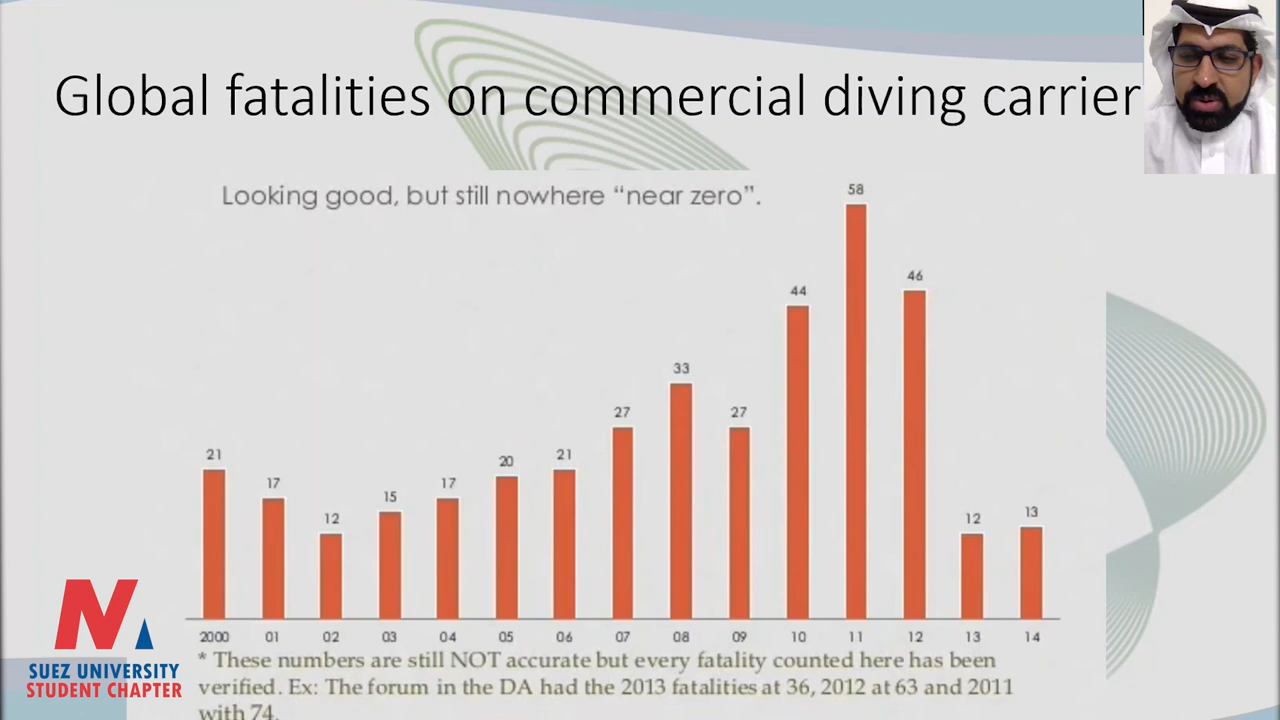 Global fatalities on commercial diving carrier
Looking good, but still nowhere “near zero”.
58
46
44
33
27
27
21
20
21
17
17
15
12
12
13
2000 01 02 03 04 05 06 07 08 09 10 11 12 13 14
* These numbers are still NOT accurate but every fatality counted here has been
verified. Ex: The forum in the DA had the 2013 fatalities at 36, 2012 at 63 and 2011
with 74.
SUEZ UNIVERSITY
STUDENT CHAPTER